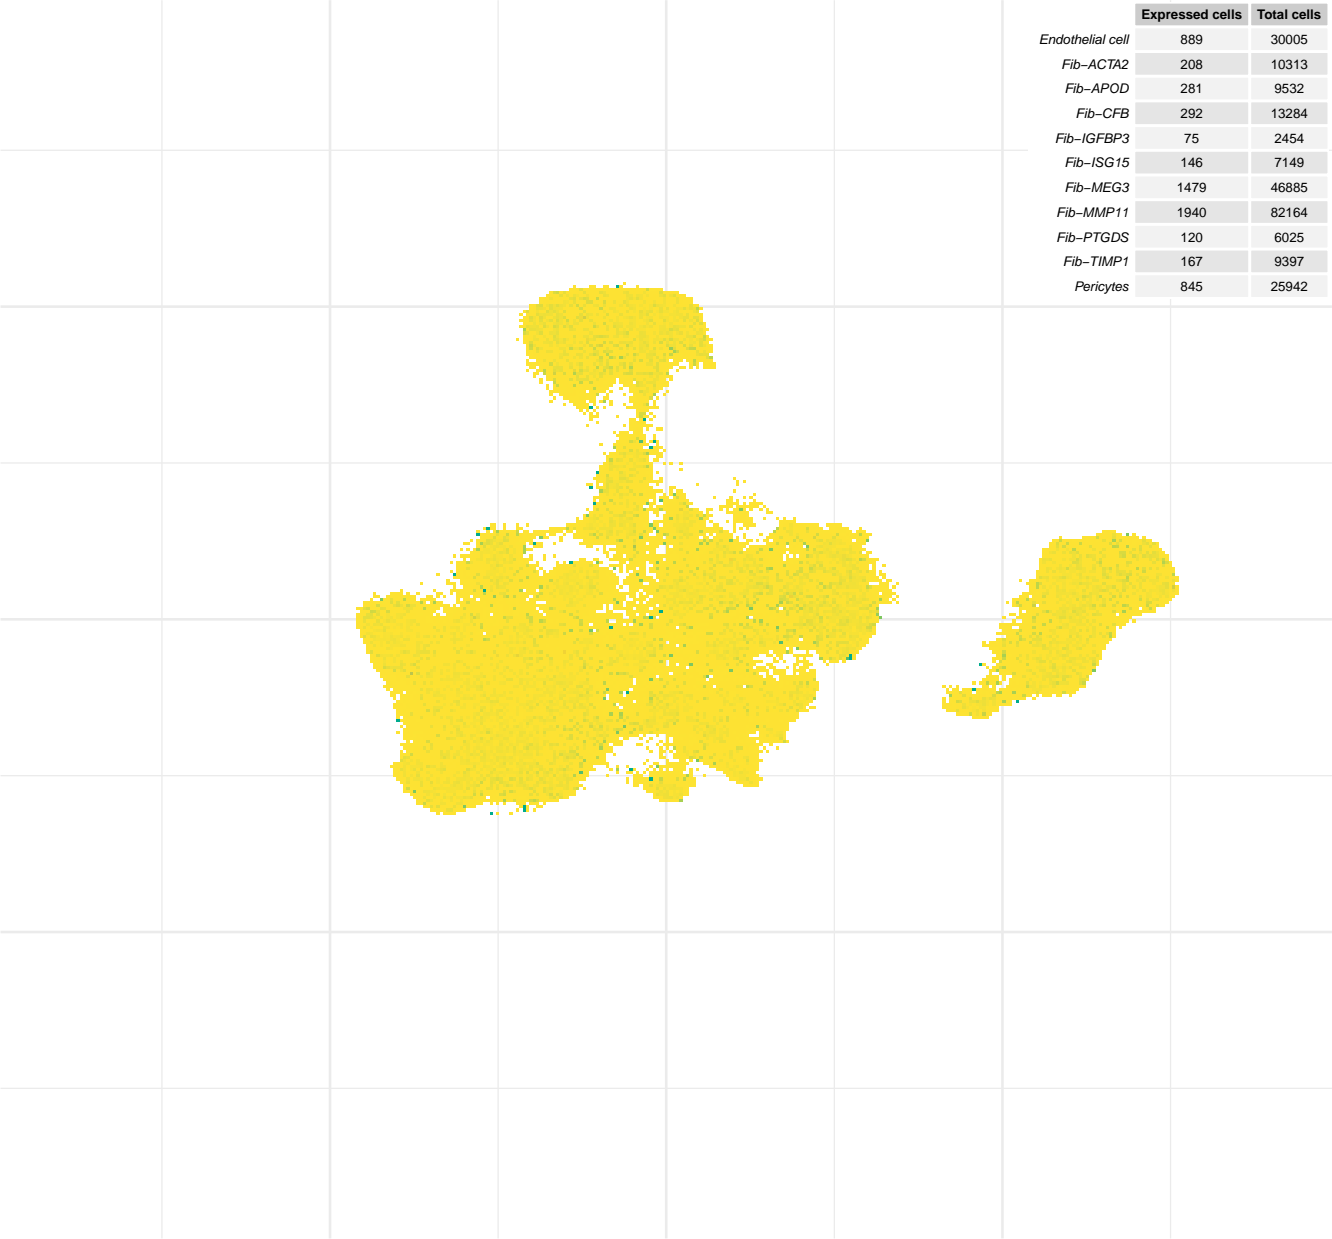 Expressed cells Total cells
Endothelial cell 889 30005
Fib−ACTA2 208 10313
Fib−APOD 281 9532
Fib−CFB 292 13284
Fib−IGFBP3 75 2454
Fib−ISG15 146 7149
Fib−MEG3 1479 46885
Fib−MMP11 1940 82164
Fib−PTGDS 120 6025
Fib−TIMP1 167 9397
Pericytes 845 25942